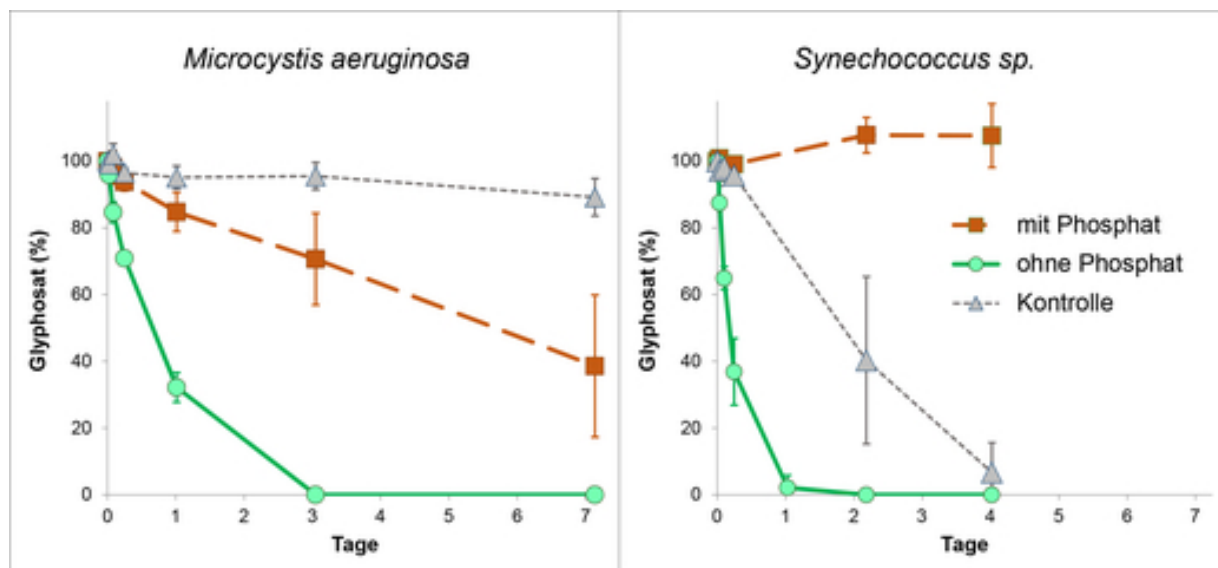 Microcystis aeruginosa
Glyphosat (%)
100
80
60
40
20
0
0 1 2 3 4 5 6 7
Tage
Synechococcus sp.
Glyphosat (%)
100
80
60
40
20
0
0 1 2 3 4 5 6 7
Tage
mit Phosphat
ohne Phosphat
Kontrolle